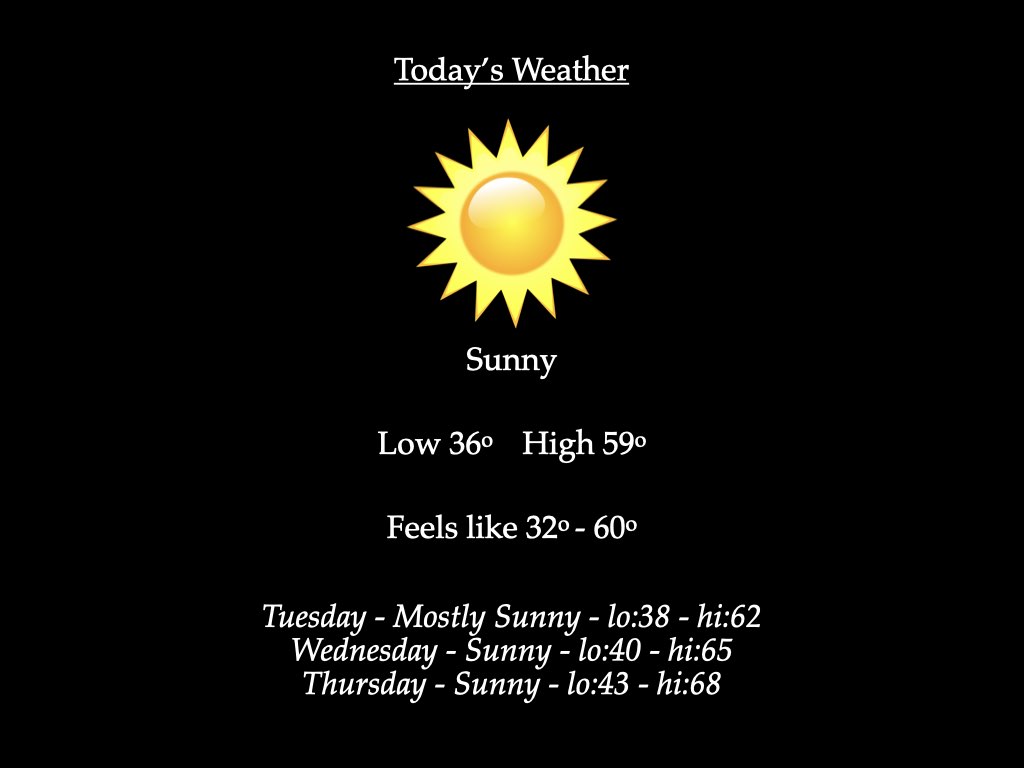 Today’s Weather
Sunny
Low 36º High 59º
Feels like 32º - 60º
Tuesday - Mostly Sunny - lo:38 - hi:62
Wednesday - Sunny - lo:40 - hi:65
Thursday - Sunny - lo:43 - hi:68